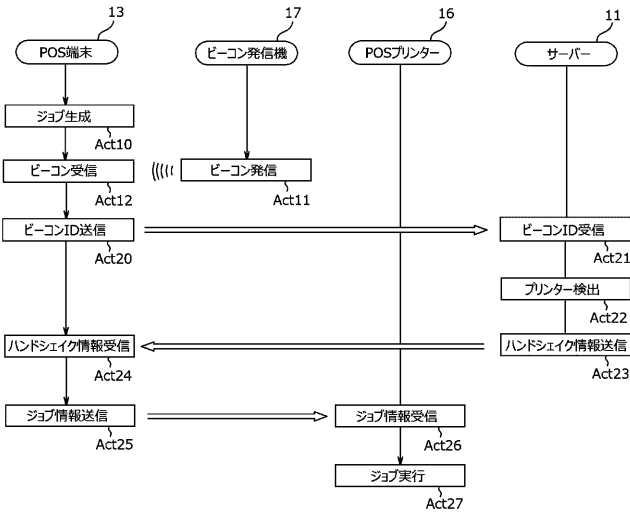 13
17
16
11
POS端末
ビーコン発信機
POSプリンター
サーバー
ジョブ生成
Act10
ビーコン受信
ビーコン発信
Act12
Act11
ビーコンID送信
ビーコンID受信
Act20
Act21
プリンター検出
Act22
ハンドシェイク情報受信
ハンドシェイク情報送信
Act24
Act23
ジョブ情報送信
ジョブ情報受信
Act25
Act26
ジョブ実行
Act27